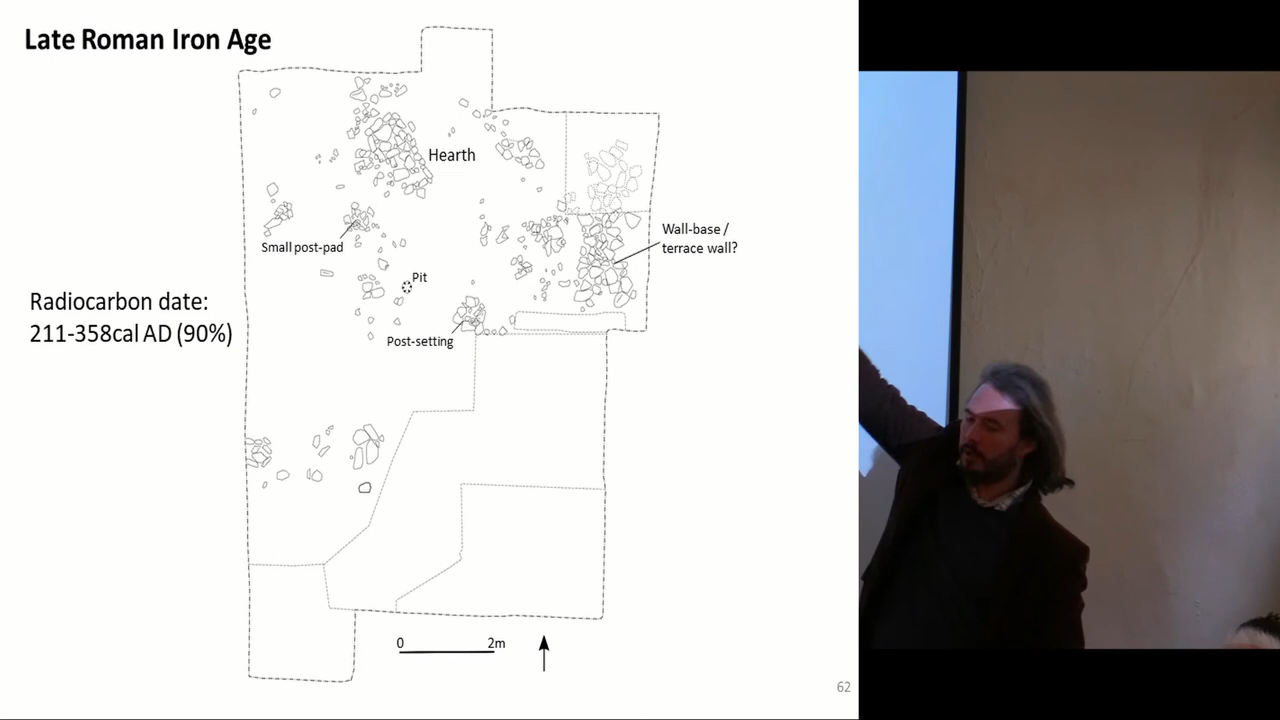 Late Roman Iron Age
Hearth
Wall-base /
terrace wall?
Small post-pad
Pit
Radiocarbon date:
211-358cal AD (90%)
Post-setting
0 2m
62